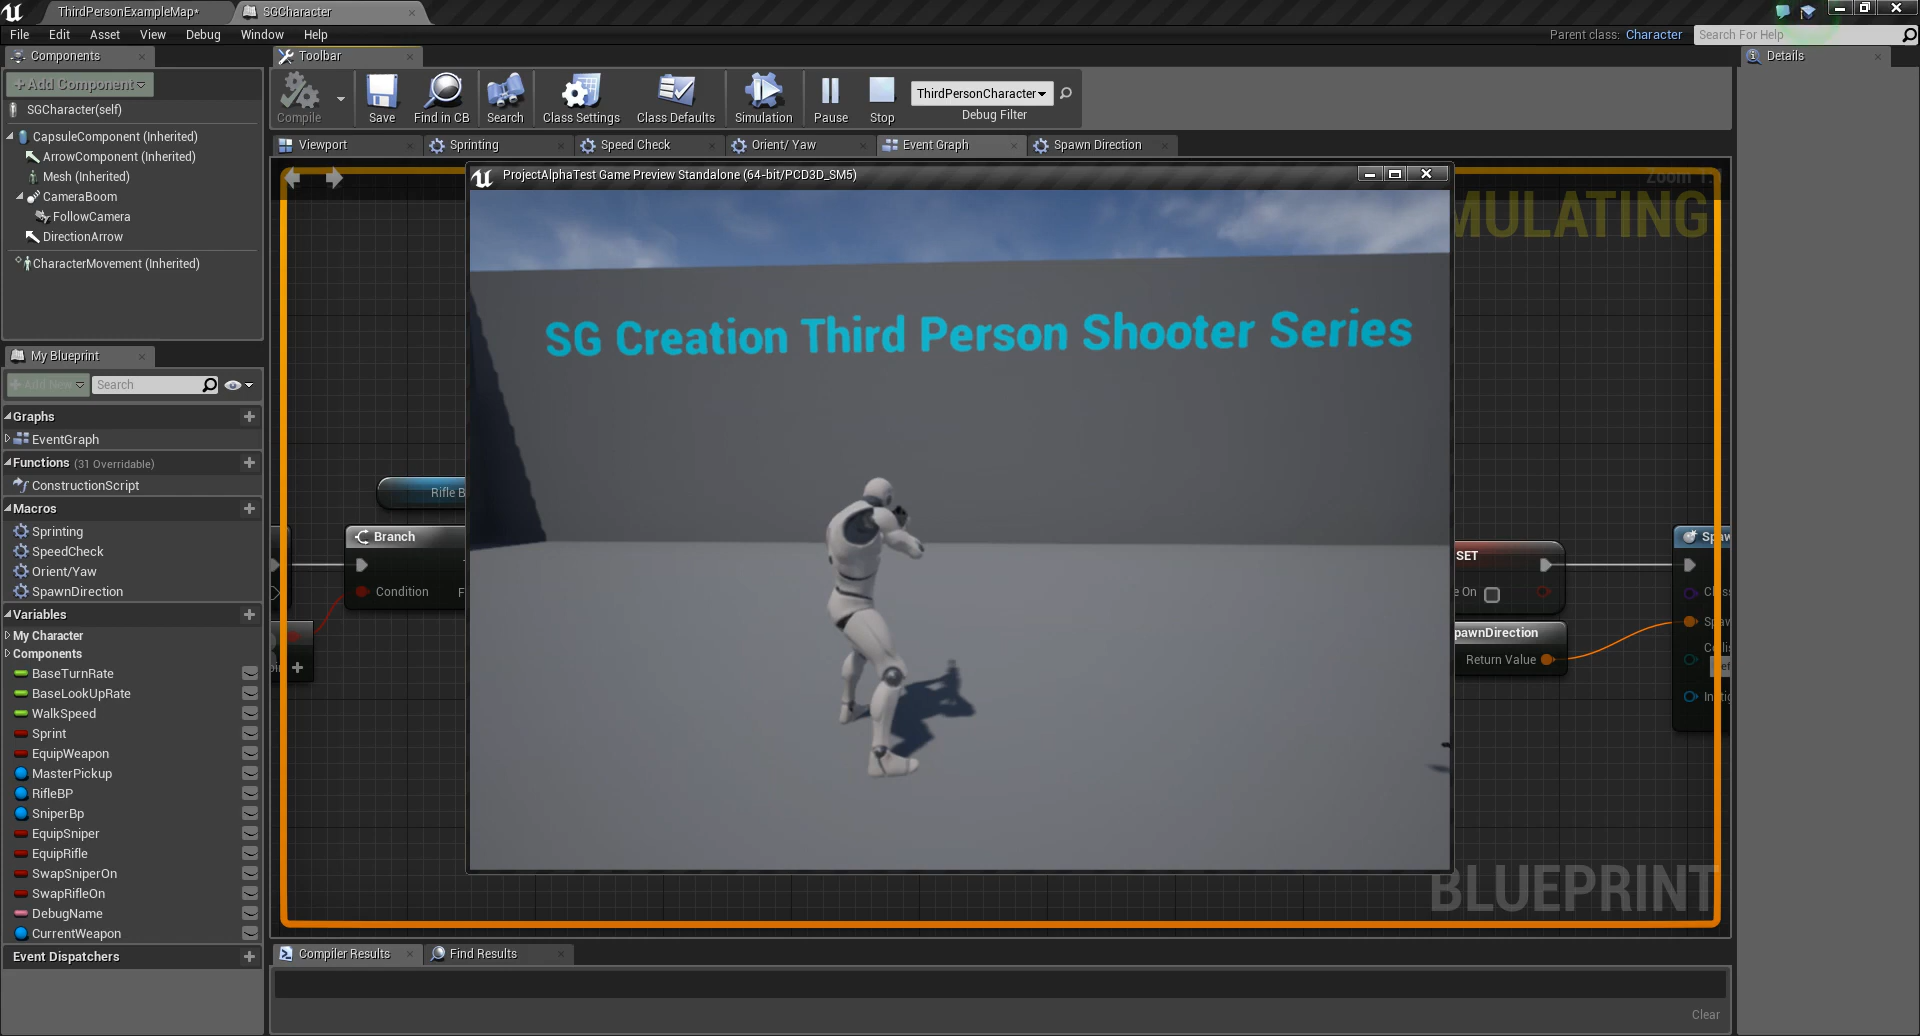 ThirdPersonExampleMap*
SGCharacter
File Edit Asset View Debug Window Help
Parent class: Character
Search For Help
Components
Toolbar
Details
+Add Component
SGCharacter(self)
CapsuleComponent (Inherited)
ArrowComponent (Inherited)
Mesh (Inherited)
CameraBoom
FollowCamera
DirectionArrow
CharacterMovement (Inherited)
Compile
Save
Find in CB
Search
Class Settings
Class Defaults
Simulation
Pause
Stop
ThirdPersonCharacter
Debug Filter
Viewport
Sprinting
Speed Check
Orient/ Yaw
Event Graph
Spawn Direction
ProjectAlphaTest Game Preview Standalone (64-bit/PCD3D_SM5)
Zoom 1:
MULATING
SG Creation Third Person Shooter Series
My Blueprint
+ Add New
Search
Graphs
EventGraph
Functions (31 Overridable)
ConstructionScript
Macros
Sprinting
SpeedCheck
Orient/Yaw
SpawnDirection
Variables
My Character
Components
BaseTurnRate
BaseLookUpRate
WalkSpeed
Sprint
EquipWeapon
MasterPickup
RifleBP
SniperBp
EquipSniper
EquipRifle
SwapSniperOn
SwapRifleOn
DebugName
CurrentWeapon
Event Dispatchers
Rifle B
Branch
Condition
F
SET
e On
pawnDirection
Return Value
Spaw
Class
Spaw
Collis
Instig
BLUEPRINT
Compiler Results
Find Results
Clear